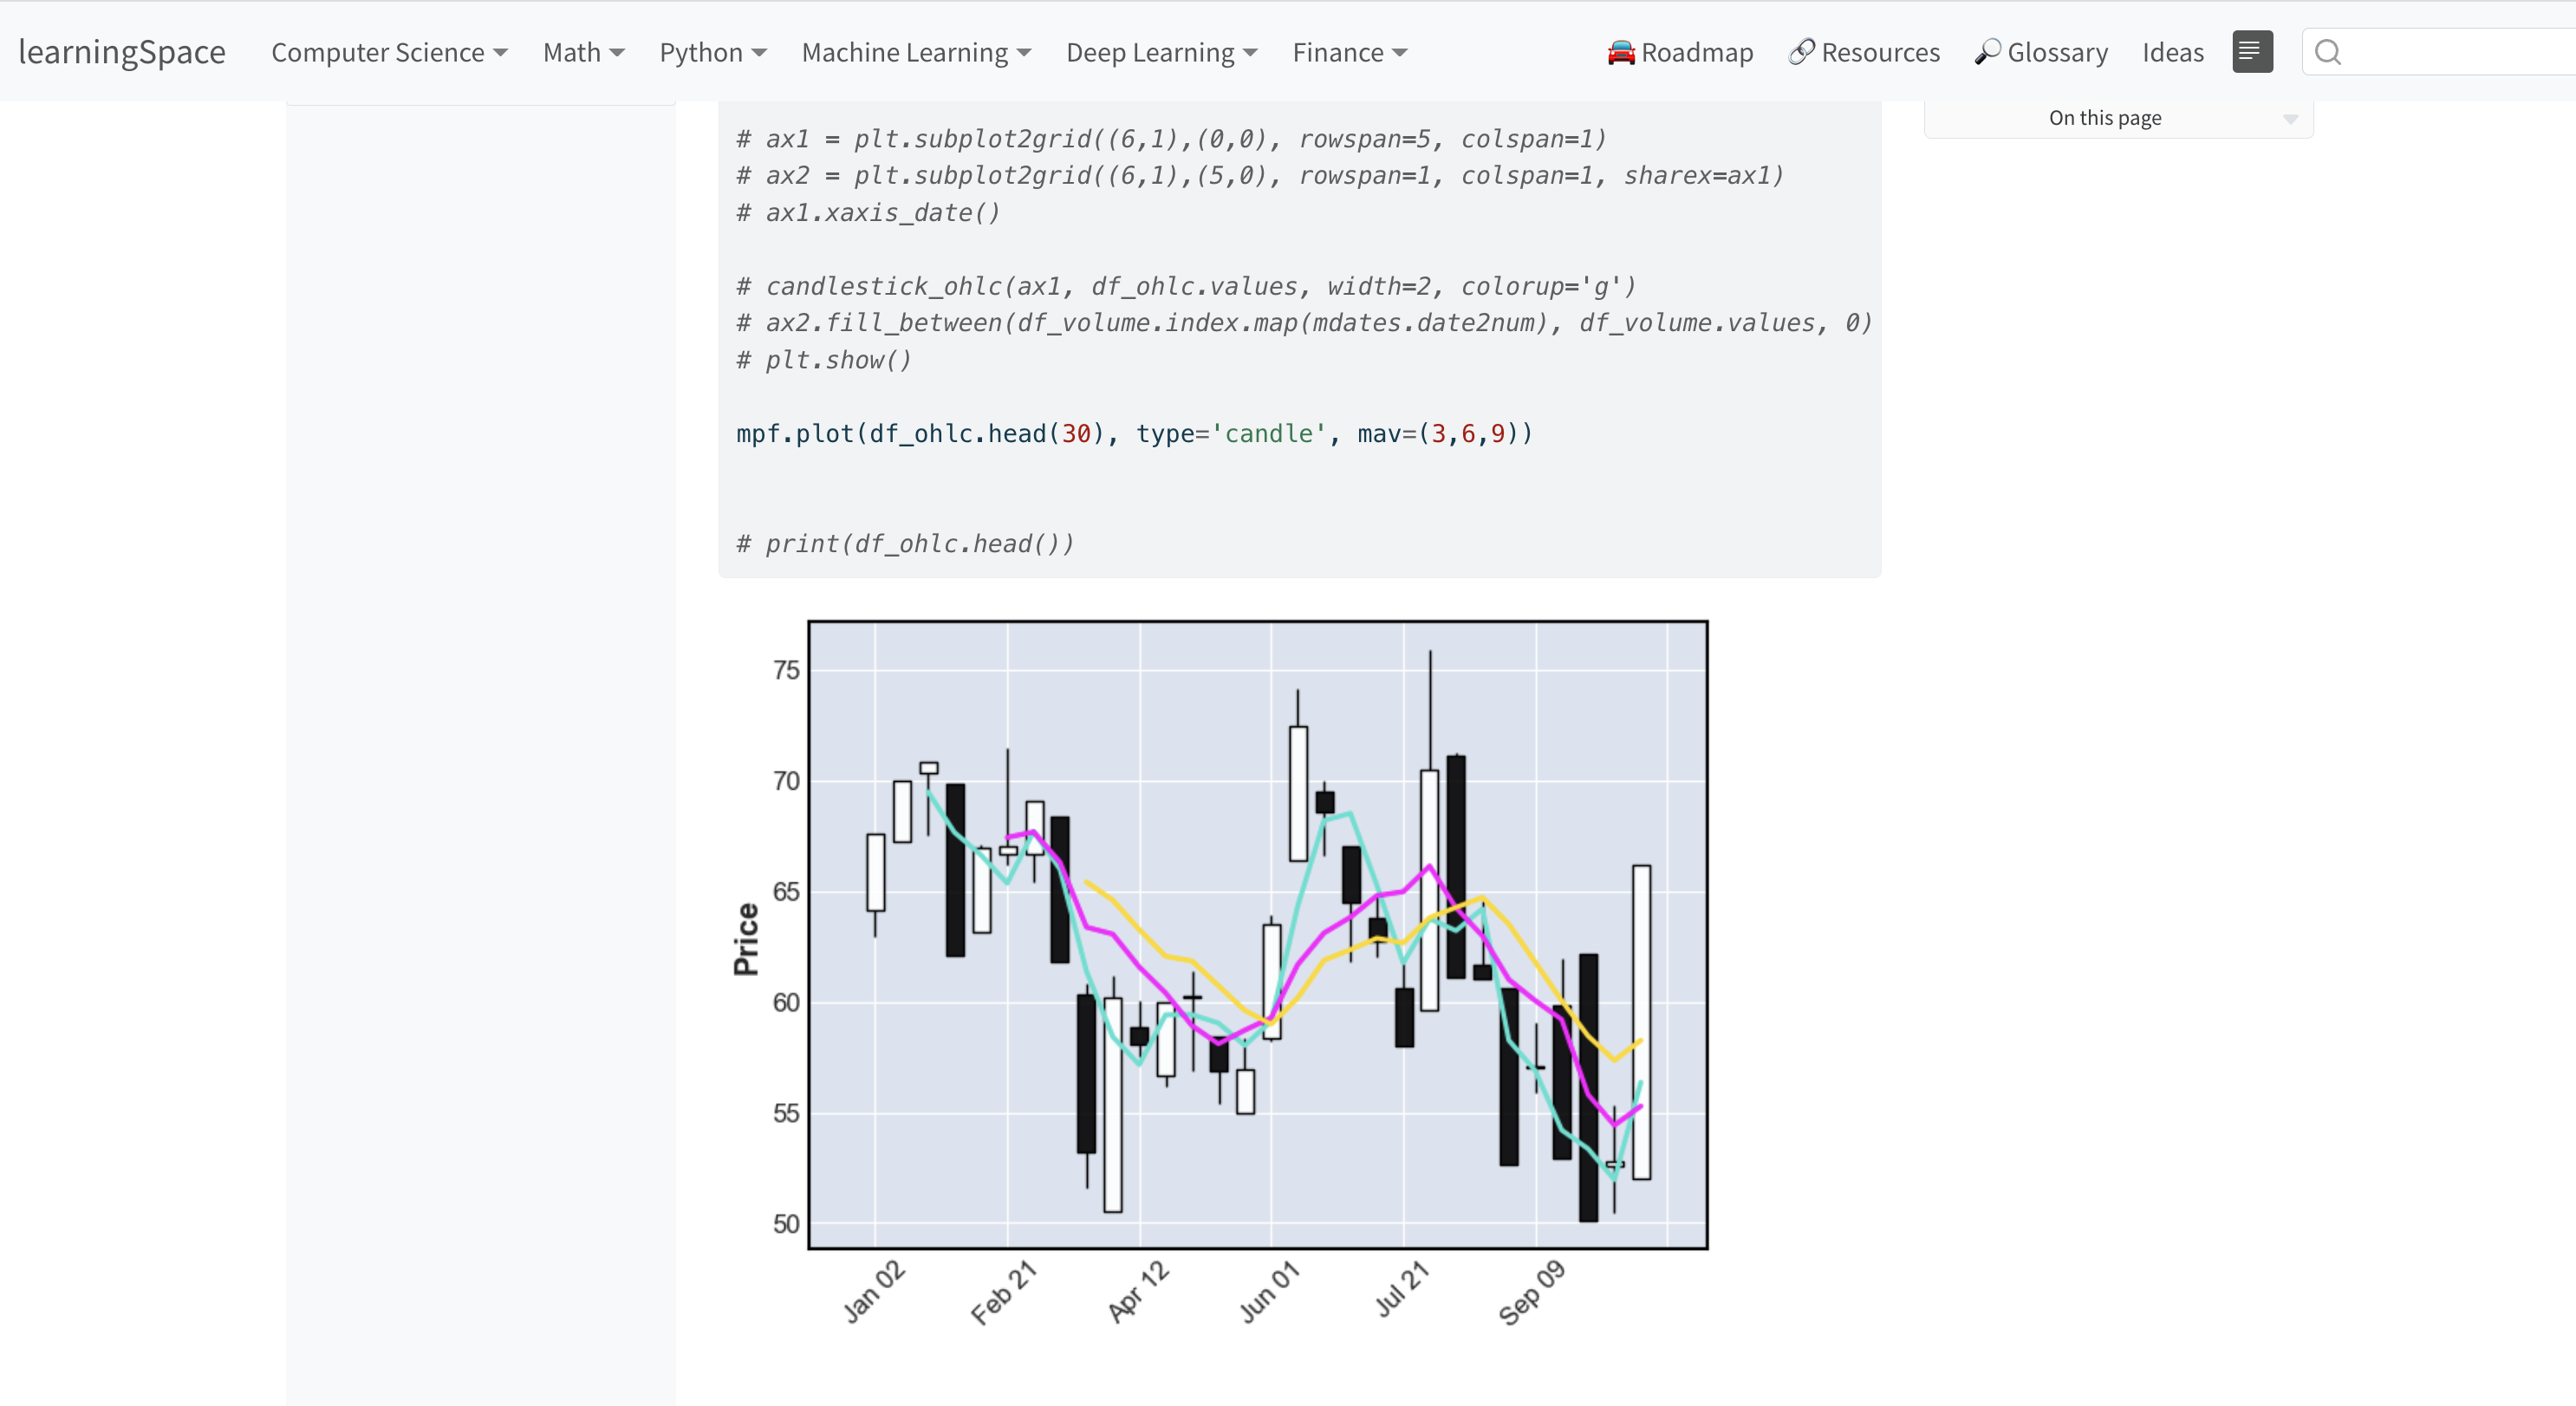 learningSpace Computer Science Math Python Machine Learning Deep Learning Finance Roadmap Resources Glossary Ideas
On this page
# ax1 = plt.subplot2grid((6,1),(0,0), rowspan=5, colspan=1)
# ax2 = plt.subplot2grid((6,1),(5,0), rowspan=1, colspan=1, sharex=ax1)
# ax1.xaxis_date()
# candlestick_ohlc(ax1, df_ohlc.values, width=2, colorup='g')
# ax2.fill_between(df_volume.index.map(mdates.date2num), df_volume.values, 0)
# plt.show()
mpf.plot(df_ohlc.head(30), type='candle', mav=(3,6,9))
# print(df_ohlc.head())
Price
75
70
65
60
55
50
Jan 02 Feb 21 Apr 12 Jun 01 Jul 21 Sep 09